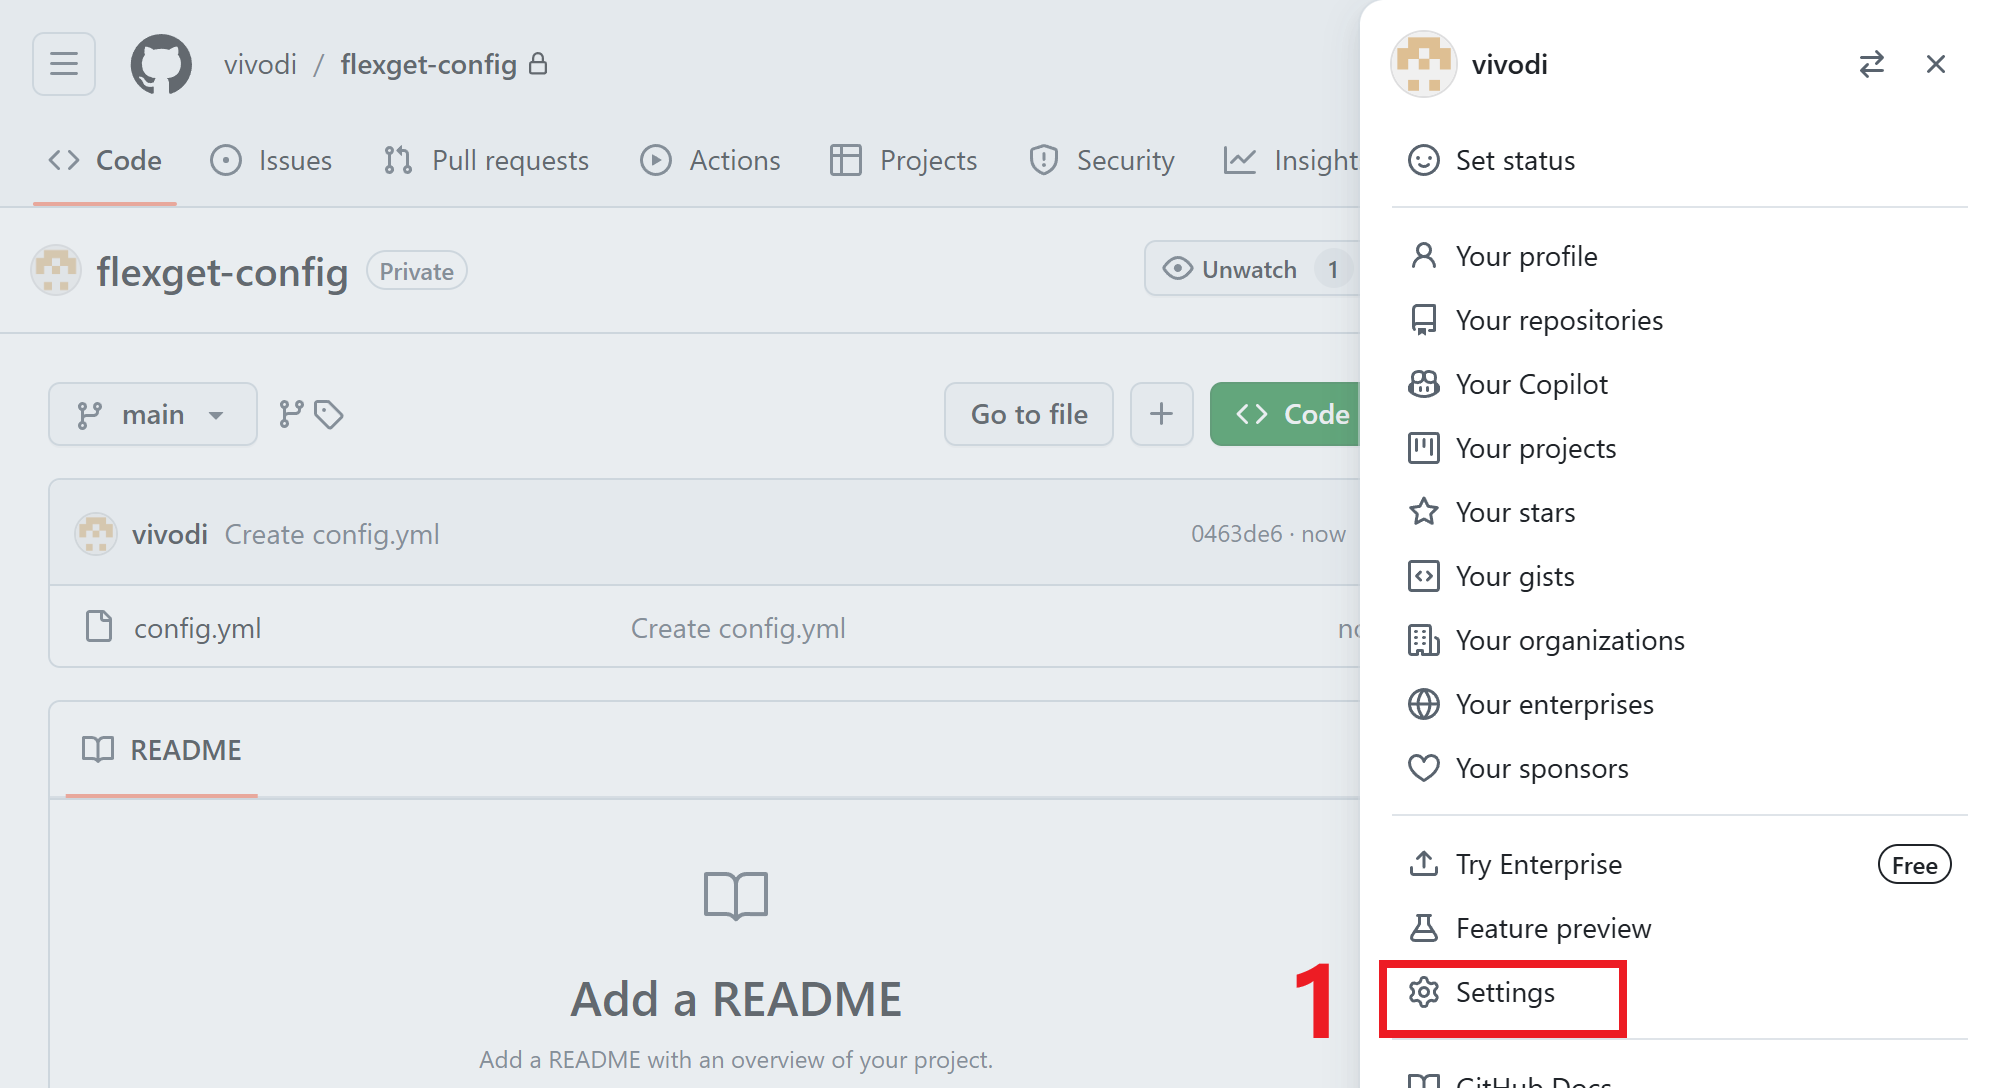 vivodi / flexget-config
Code Issues Pull requests Actions Projects Security Insight
flexget-config Private Unwatch 1
main Go to file Code
vivodi Create config.yml 0463de6 · now
config.yml Create config.yml
README
Add a README
Add a README with an overview of your project.
vivodi
Set status
Your profile
Your repositories
Your Copilot
Your projects
Your stars
Your gists
Your organizations
Your enterprises
Your sponsors
Try Enterprise Free
Feature preview
1 Settings
GitHub Docs